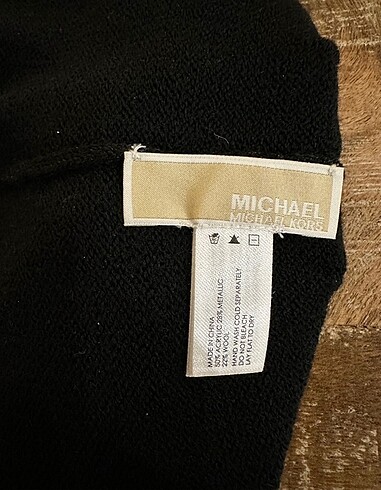 MICHAEL
MICHAEL KORS
MADE IN CHINA
50% ACRYLIC 28% METALLIC
22% WOOL
HAND WASH COLD SEPARATELY
DO NOT BLEACH
LAY FLAT TO DRY